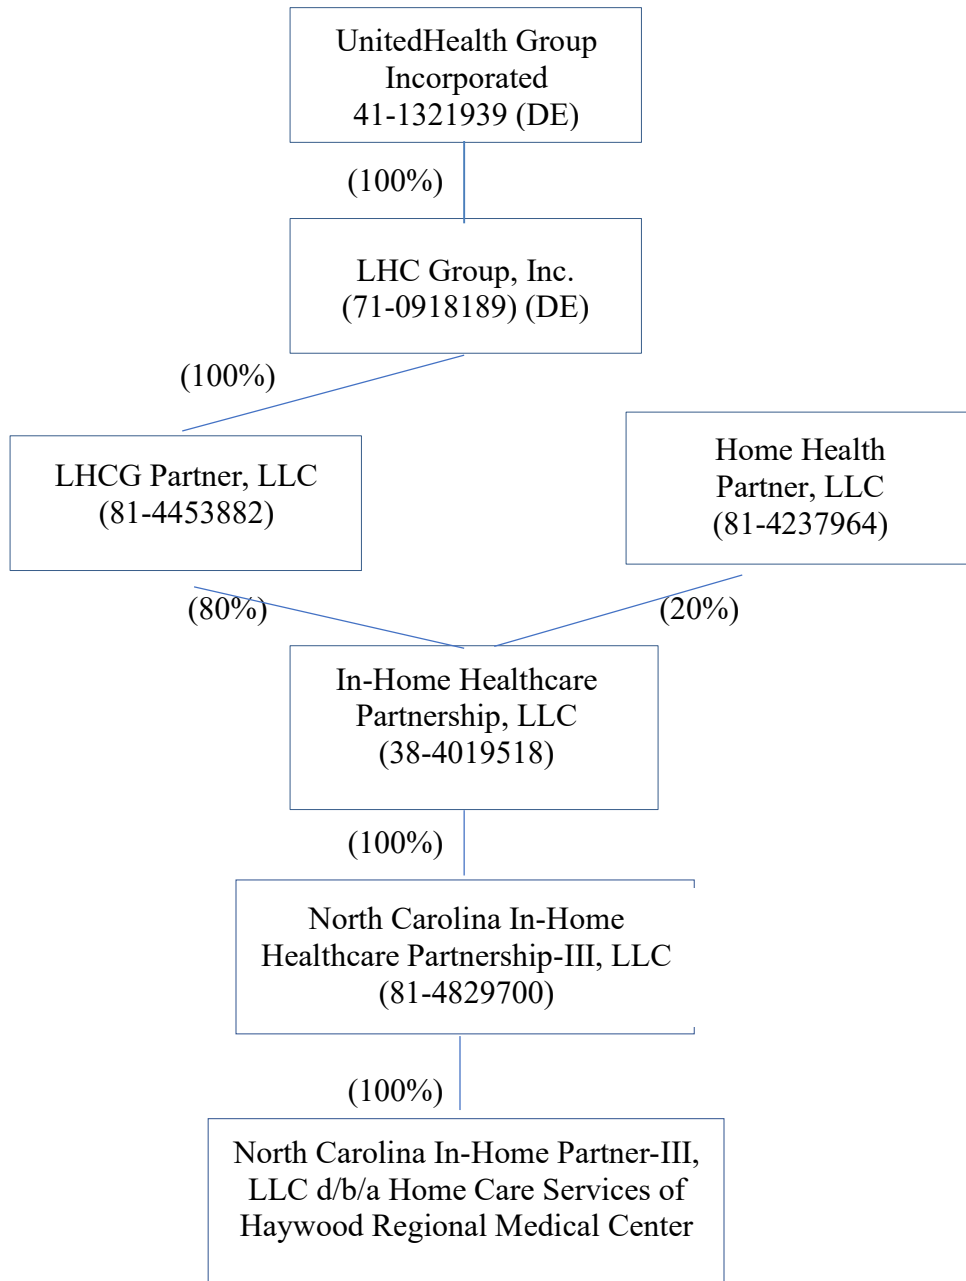 UnitedHealth Group
Incorporated
41-1321939 (DE)
(100%)
LHC Group, Inc.
(71-0918189) (DE)
(100%)
LHCG Partner, LLC
(81-4453882)
Home Health
Partner, LLC
(81-4237964)
(80%)
(20%)
In-Home Healthcare
Partnership, LLC
(38-4019518)
(100%)
North Carolina In-Home
Healthcare Partnership-III, LLC
(81-4829700)
(100%)
North Carolina In-Home Partner-III,
LLC d/b/a Home Care Services of
Haywood Regional Medical Center